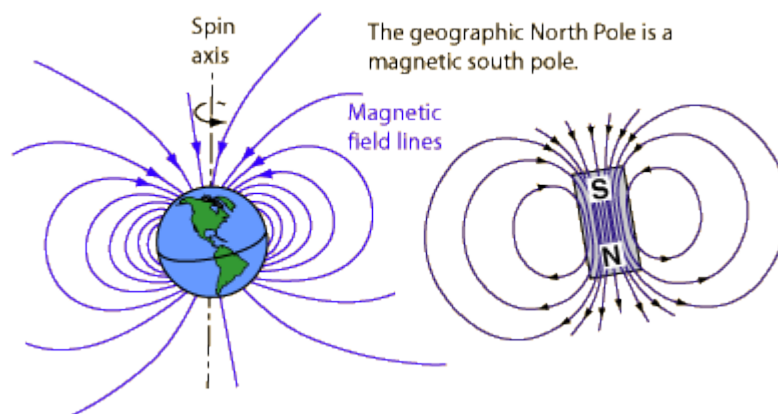 Spin
axis
The geographic North Pole is a
magnetic south pole.
Magnetic
field lines
S
N